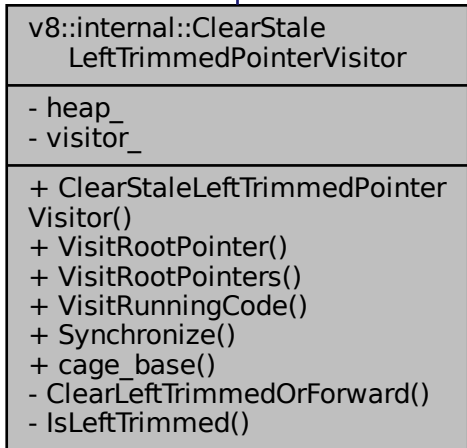 v8::internal::ClearStale
LeftTrimmedPointerVisitor
- heap_
- visitor_
+ ClearStaleLeftTrimmedPointer
Visitor()
+ VisitRootPointer()
+ VisitRootPointers()
+ VisitRunningCode()
+ Synchronize()
+ cage_base()
- ClearLeftTrimmedOrForward()
- IsLeftTrimmed()